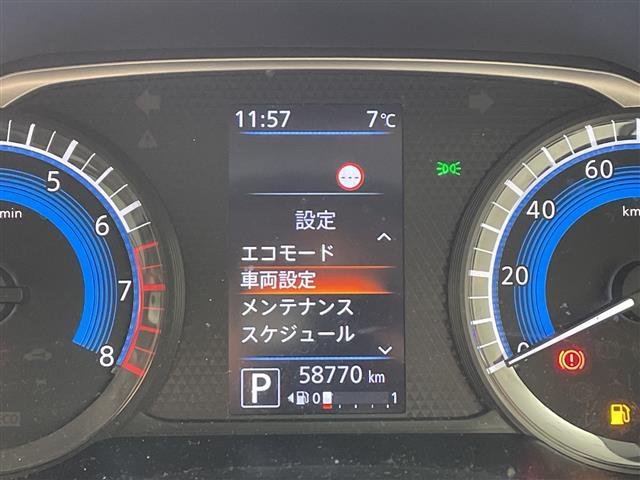 11:57 7℃
---
設定
エコモード
車両設定
メンテナンス
スケジュール
P 58770 km
0 1
5
6
7
8
min
60
40
20
0
km